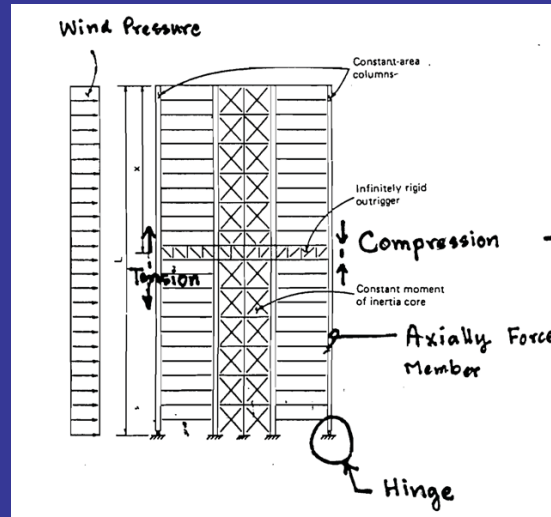 Wind Pressure
Constant-area
columns
X
L
Infinitely rigid
outrigger
Compression
Tension
Constant moment
of inertia core
Axially Force
Member
Hinge